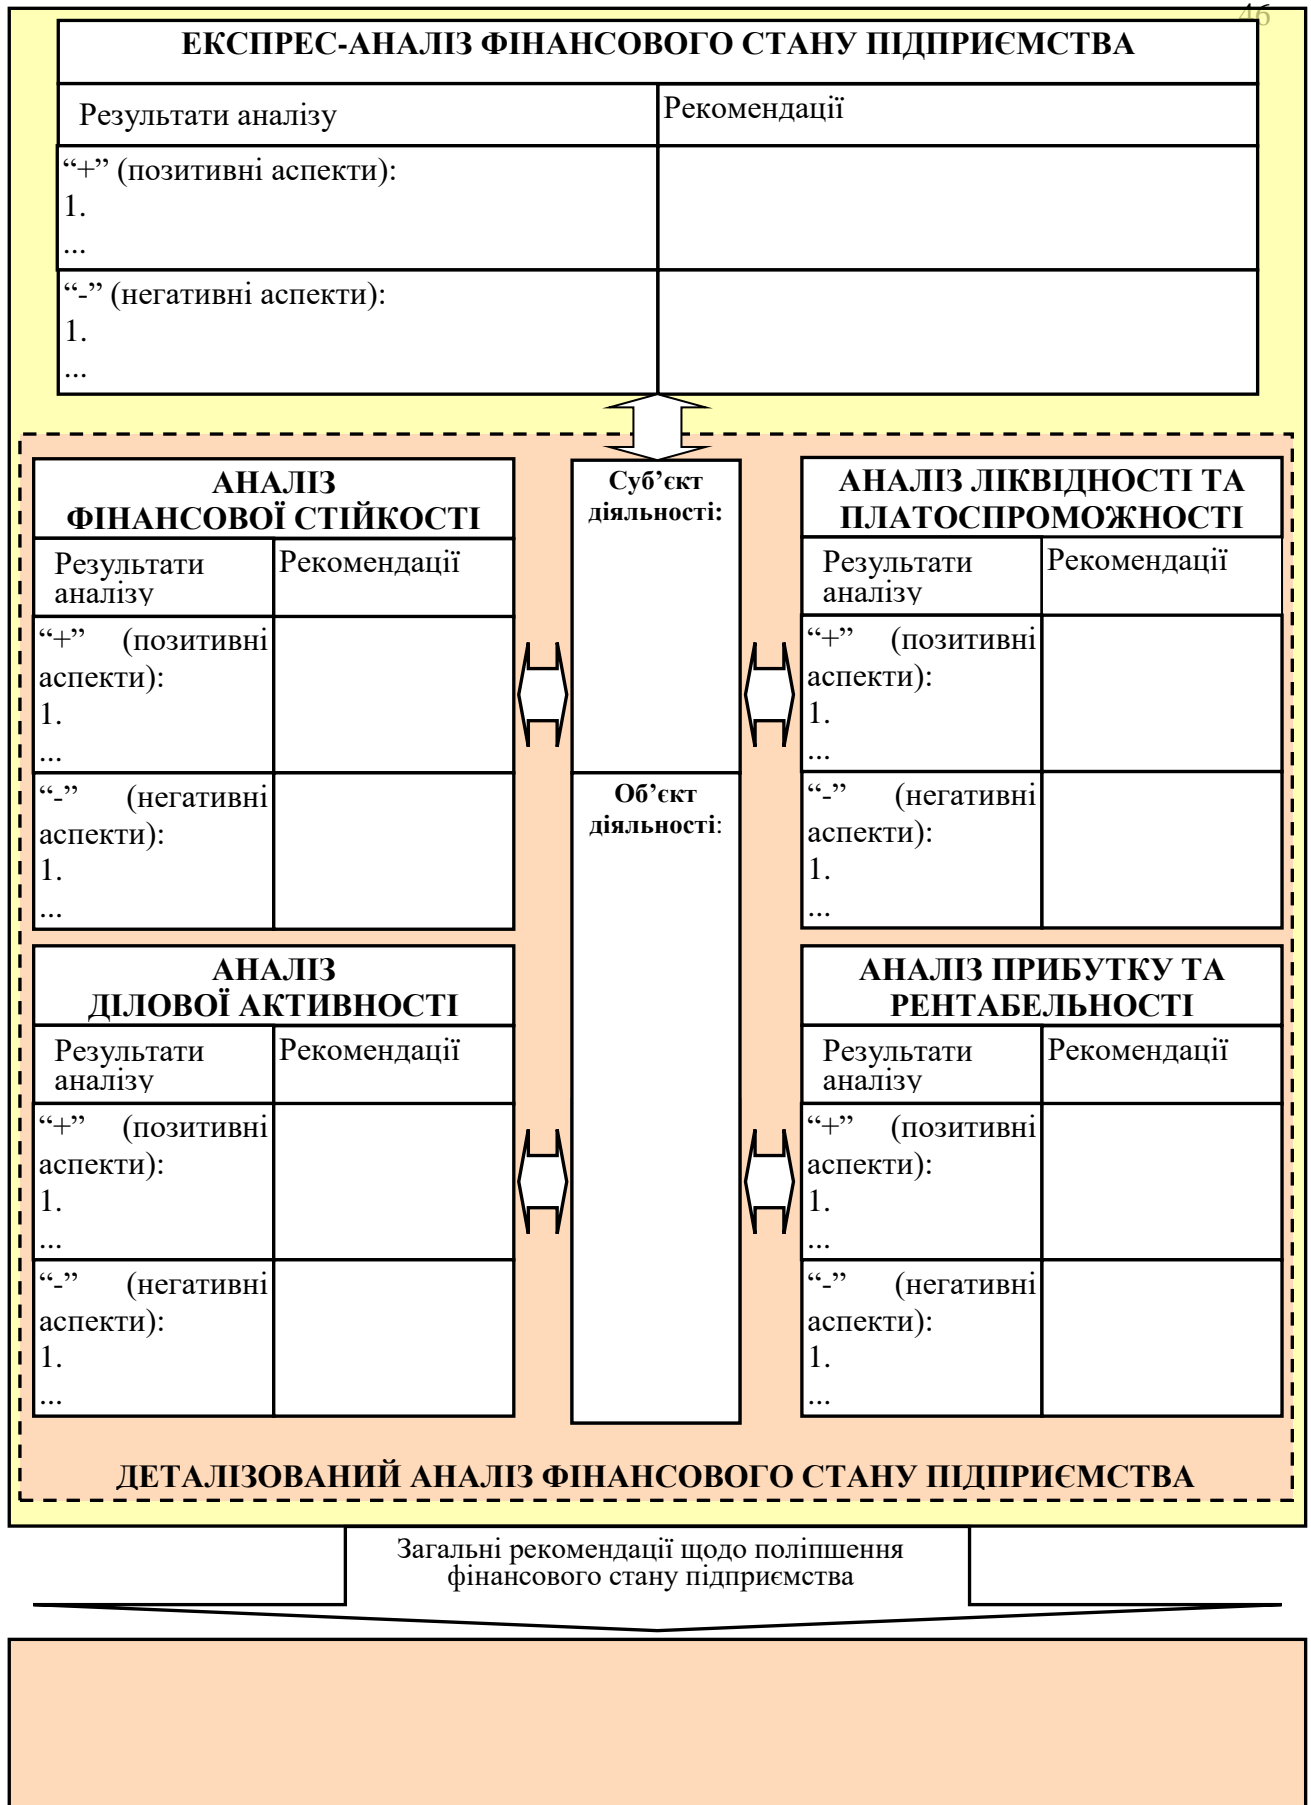 46
ЕКСПРЕС-АНАЛІЗ ФІНАНСОВОГО СТАНУ ПІДПРИЄМСТВА
Результати аналізу
Рекомендації
“+” (позитивні аспекти):
1.
...
“-” (негативні аспекти):
1.
...
АНАЛІЗ
ФІНАНСОВОЇ СТІЙКОСТІ
Результати
аналізу
Рекомендації
“+” (позитивні
аспекти):
1.
...
“-” (негативні
аспекти):
1.
...
Суб’єкт
діяльності:
Об’єкт
діяльності:
АНАЛІЗ ЛІКВІДНОСТІ ТА
ПЛАТОСПРОМОЖНОСТІ
Результати
аналізу
Рекомендації
“+” (позитивні
аспекти):
1.
...
“-” (негативні
аспекти):
1.
...
АНАЛІЗ
ДІЛОВОЇ АКТИВНОСТІ
Результати
аналізу
Рекомендації
“+” (позитивні
аспекти):
1.
...
“-” (негативні
аспекти):
1.
...
АНАЛІЗ ПРИБУТКУ ТА
РЕНТАБЕЛЬНОСТІ
Результати
аналізу
Рекомендації
“+” (позитивні
аспекти):
1.
...
“-” (негативні
аспекти):
1.
...
ДЕТАЛІЗОВАНИЙ АНАЛІЗ ФІНАНСОВОГО СТАНУ ПІДПРИЄМСТВА
Загальні рекомендації щодо поліпшення
фінансового стану підприємства